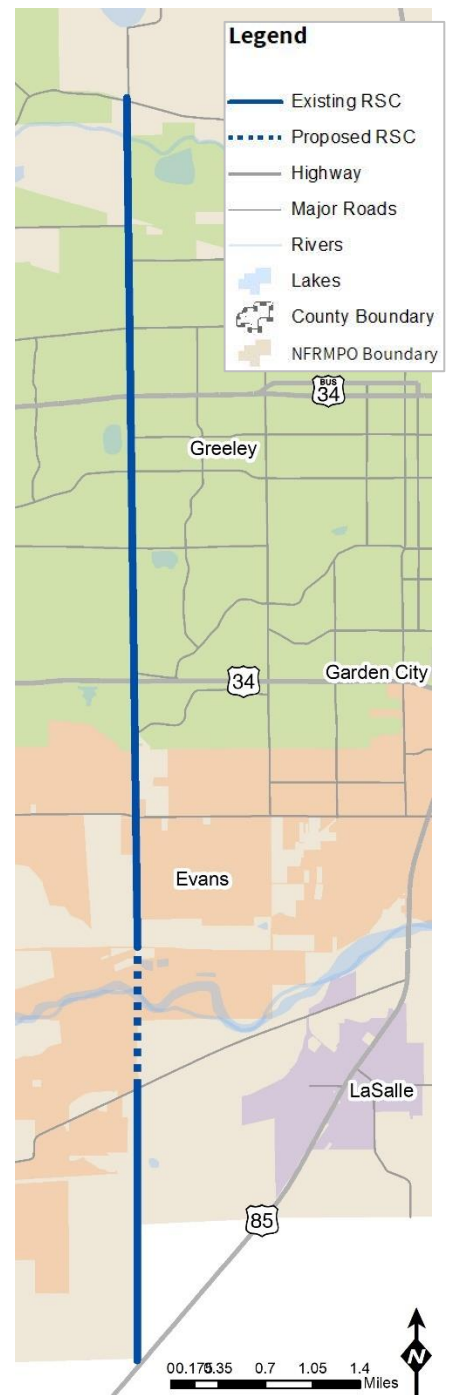 Legend
Existing RSC
Proposed RSC
Highway
Major Roads
Rivers
Lakes
County Boundary
NFRMPO Boundary
BUS
34
Greeley
34
Garden City
Evans
LaSalle
85
0.7 1.05 1.4
Miles
N